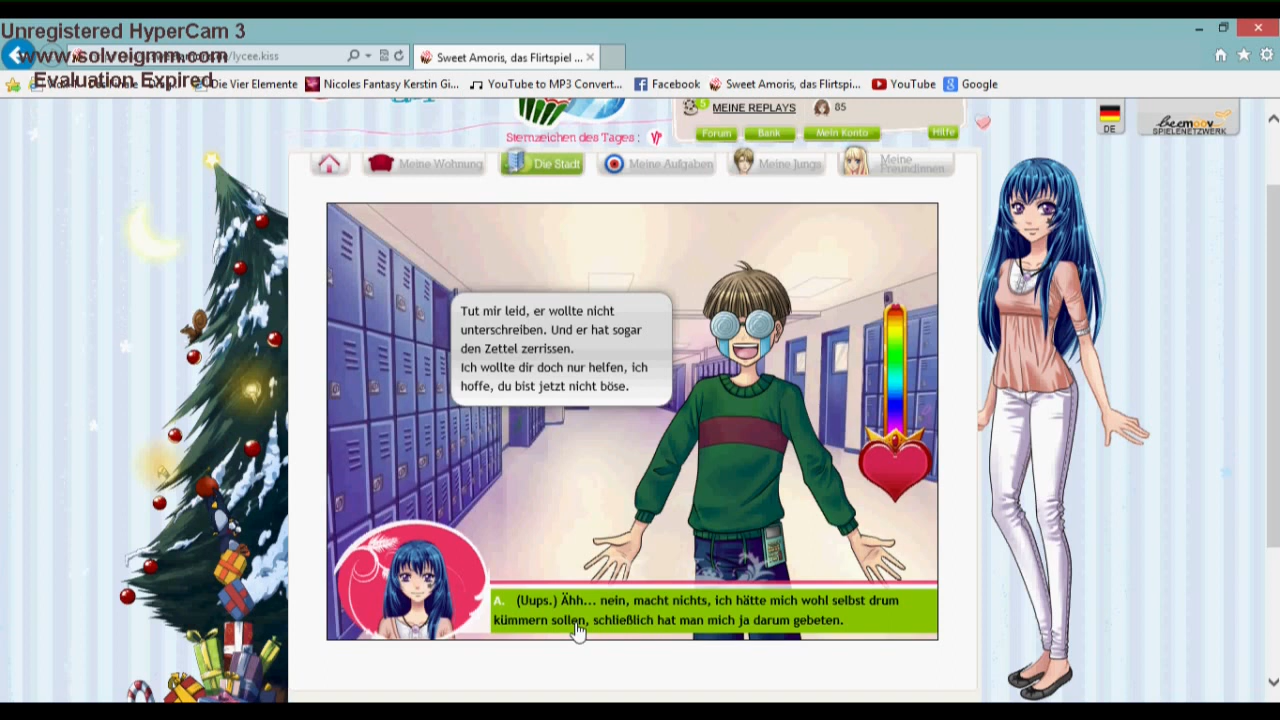 Unregistered HyperCam 3
www.solveigmm.com
/lycee.kiss
Sweet Amoris, das Flirtspiel ...
Evaluation Expired
Die Vier Elemente
Nicoles Fantasy Kerstin Gi...
YouTube to MP3 Convert...
Facebook
Sweet Amoris, das Flirtspi...
YouTube
Google
MEINE REPLAYS
85
DE
beemoov
SPIELENETZWERK
Sternzeichen des Tages :
Forum
Bank
Mein Konto
Hilfe
Meine Wohnung
Die Stadt
Meine Aufgaben
Meine Jungs
Meine
Freundinnen
Tut mir leid, er wollte nicht
unterschreiben. Und er hat sogar
den Zettel zerrissen.
Ich wollte dir doch nur helfen, ich
hoffe, du bist jetzt nicht böse.
A. (Uups.) Ähh... nein, macht nichts, ich hätte mich wohl selbst drum
kümmern sollen, schließlich hat man mich ja darum gebeten.